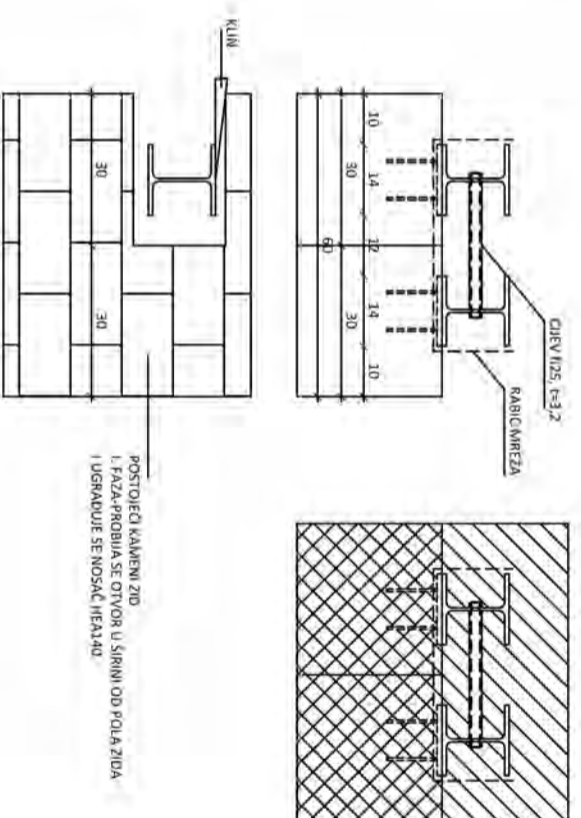 KLIN
CIJEV fi25, t=3,2
RABIC MREŽA
10
14
12
14
10
30
30
60
30
30
POSTOJEĆI KAMENI ZID
I. FAZA-PROBIJA SE OTVOR U ŠIRINI OD POLA ZIDA
I UGRAĐUJE SE NOSAČ HEA140